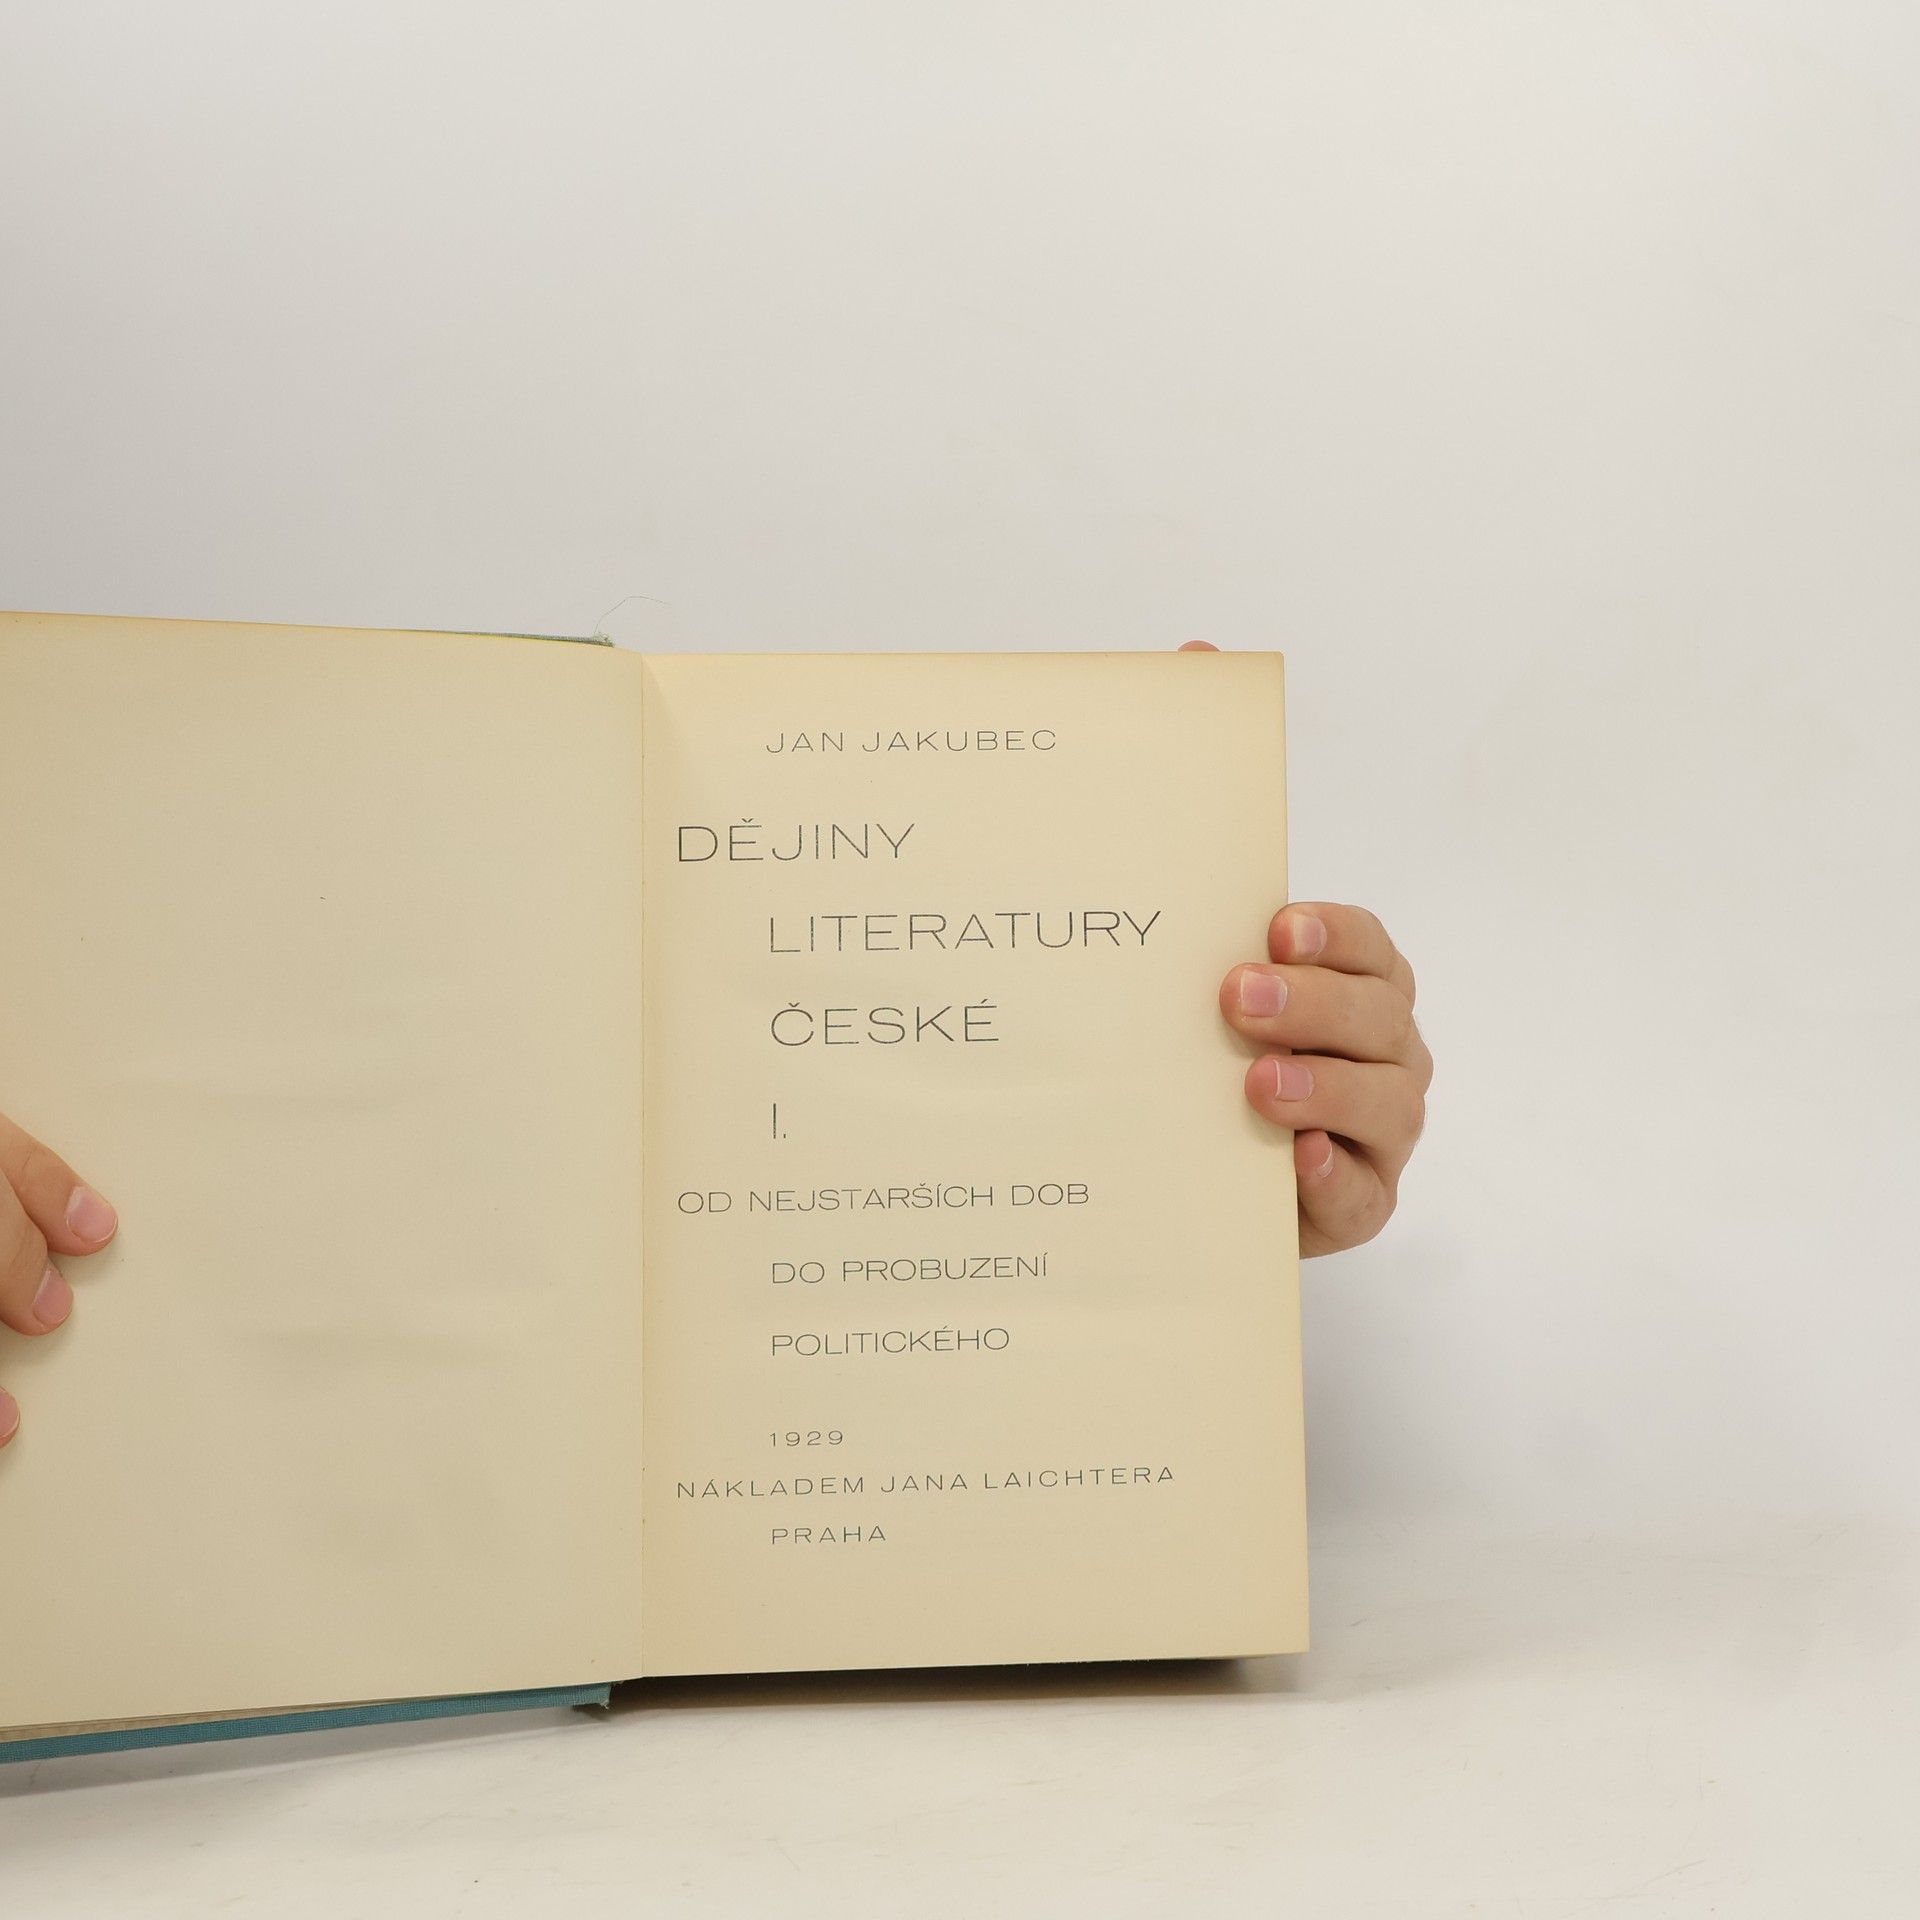 JAN JAKUBEC
DĚJINY
LITERATURY
ČESKÉ
I.
OD NEJSTARŠÍCH DOB
DO PROBUZENÍ
POLITICKÉHO
1929
NÁKLADEM JANA LAICHTERA
PRAHA